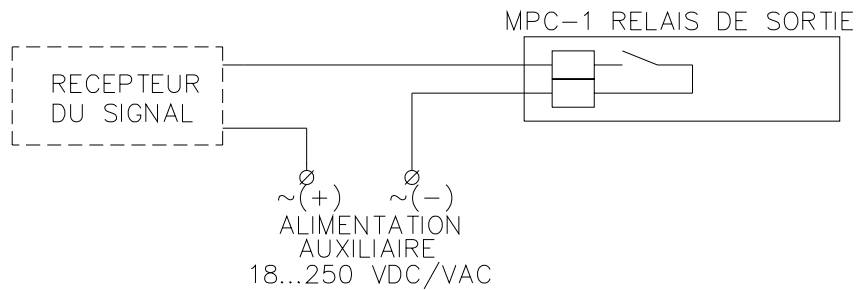 MPC-1 RELAIS DE SORTIE
RECEPTEUR
DU SIGNAL
~(+) ~(-)
ALIMENTATION
AUXILIAIRE
18...250 VDC/VAC